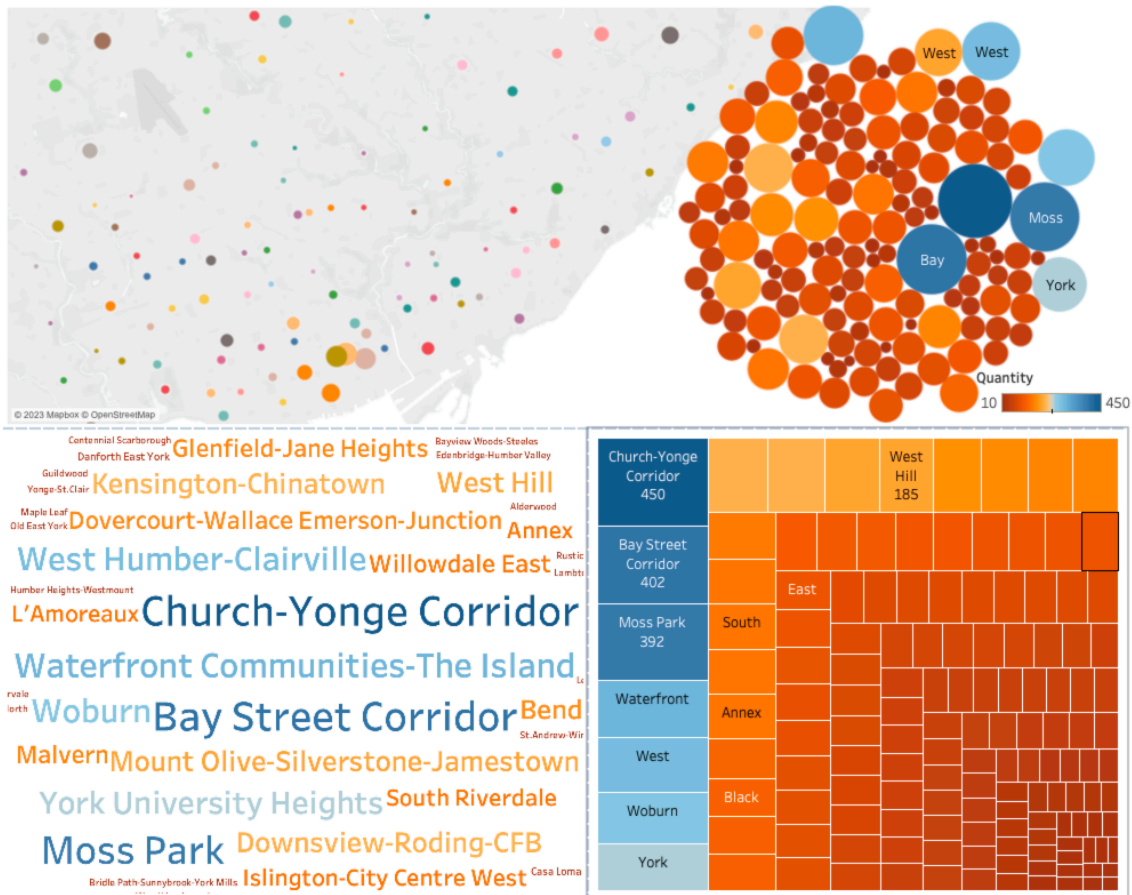 West West
Moss
Bay
York
Quantity
10 450
© 2023 Mapbox © OpenStreetMap
Centennial Scarborough Glenfield-Jane Heights Bayview Woods-Steeles
Danforth East York Edenbridge-Humber Valley
Guildwood
Yonge-St.Clair Kensington-Chinatown West Hill
Maple Leaf Alderwood
Old East York Dovercourt-Wallace Emerson-Junction Annex
West Humber-Clairville Willowdale East Rustic
Humber Heights-Westmount
L'Amoreaux Church-Yonge Corridor
Waterfront Communities-The Island
Woburn Bay Street Corridor Bend
St.Andrew-Wir
Malvern Mount Olive-Silverstone-Jamestown
York University Heights South Riverdale
Moss Park Downsview-Roding-CFB
Bridle Path-Sunnybrook-York Mills Islington-City Centre West Casa Loma
Church-Yonge
Corridor
450
Bay Street
Corridor
402
Moss Park
392
Waterfront
West
Woburn
York
West
Hill
185
East
South
Annex
Black